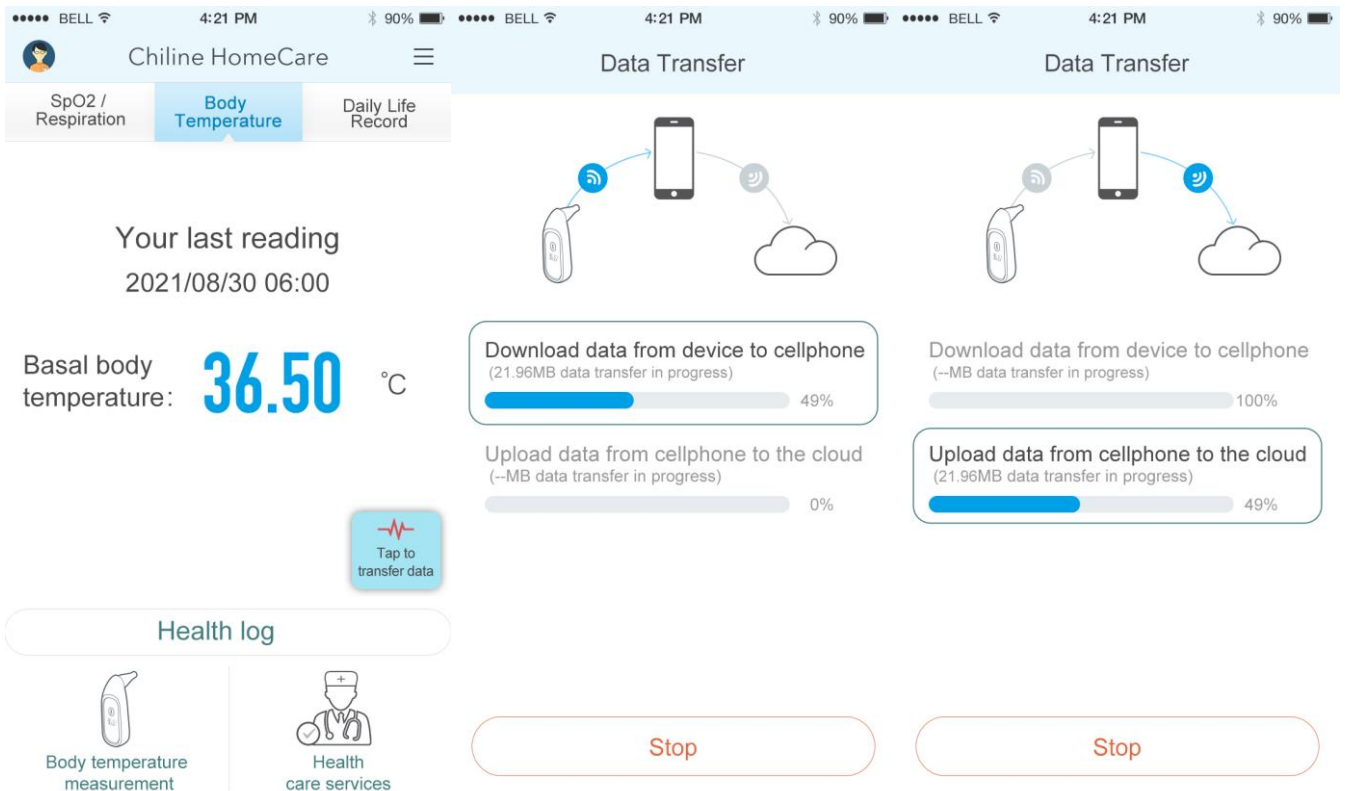 BELL 4:21 PM 90%
Chiline HomeCare
SpO2 /
Respiration
Body
Temperature
Daily Life
Record
Your last reading
2021/08/30 06:00
Basal body
temperature: 36.50 °C
Tap to
transfer data
Health log
Body temperature
measurement
Health
care services
BELL 4:21 PM 90%
Data Transfer
Download data from device to cellphone
(21.96MB data transfer in progress)
49%
Upload data from cellphone to the cloud
(--MB data transfer in progress)
0%
Stop
BELL 4:21 PM 90%
Data Transfer
Download data from device to cellphone
(--MB data transfer in progress)
100%
Upload data from cellphone to the cloud
(21.96MB data transfer in progress)
49%
Stop